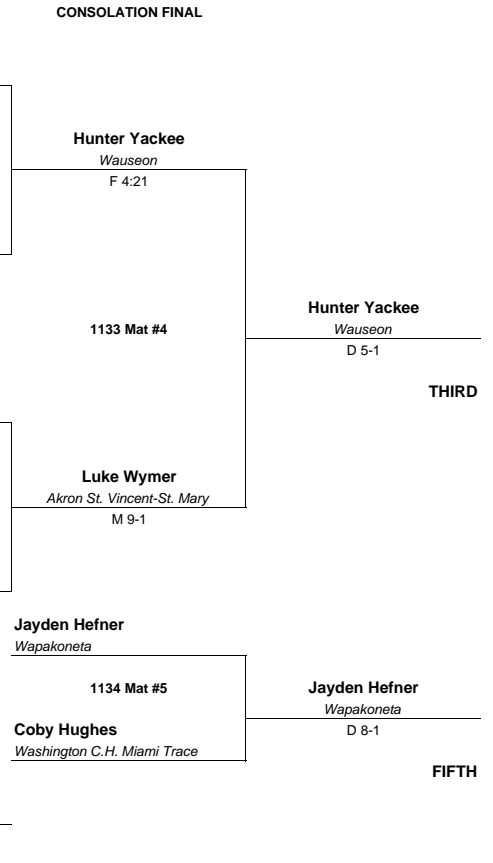 CONSOLATION FINAL
Hunter Yackee
Wauseon
F 4:21
1133 Mat #4
Hunter Yackee
Wauseon
D 5-1
THIRD
Luke Wymer
Akron St. Vincent-St. Mary
M 9-1
Jayden Hefner
Wapakoneta
1134 Mat #5
Jayden Hefner
Wapakoneta
D 8-1
Coby Hughes
Washington C.H. Miami Trace
FIFTH